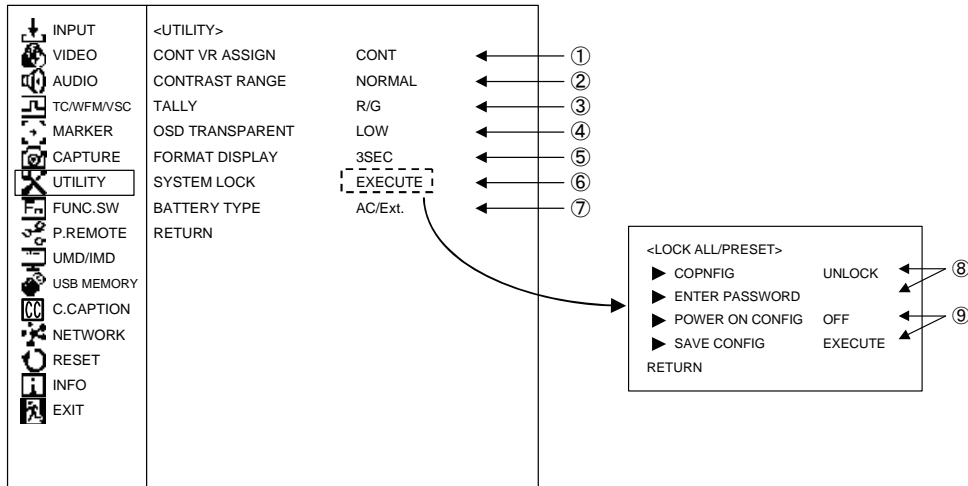 INPUT
VIDEO
AUDIO
TC/WFM/VSC
MARKER
CAPTURE
UTILITY
FUNC.SW
P.REMOTE
UMD/IMD
USB MEMORY
C.CAPTION
NETWORK
RESET
INFO
EXIT
<UTILITY>
CONT VR ASSIGN CONT ①
CONTRAST RANGE NORMAL ②
TALLY R/G ③
OSD TRANSPARENT LOW ④
FORMAT DISPLAY 3SEC ⑤
SYSTEM LOCK EXECUTE ⑥
BATTERY TYPE AC/Ext. ⑦
RETURN
<LOCK ALL/PRESET>
▶ COPNFIG UNLOCK ⑧
▶ ENTER PASSWORD
▶ POWER ON CONFIG OFF ⑨
▶ SAVE CONFIG EXECUTE
RETURN